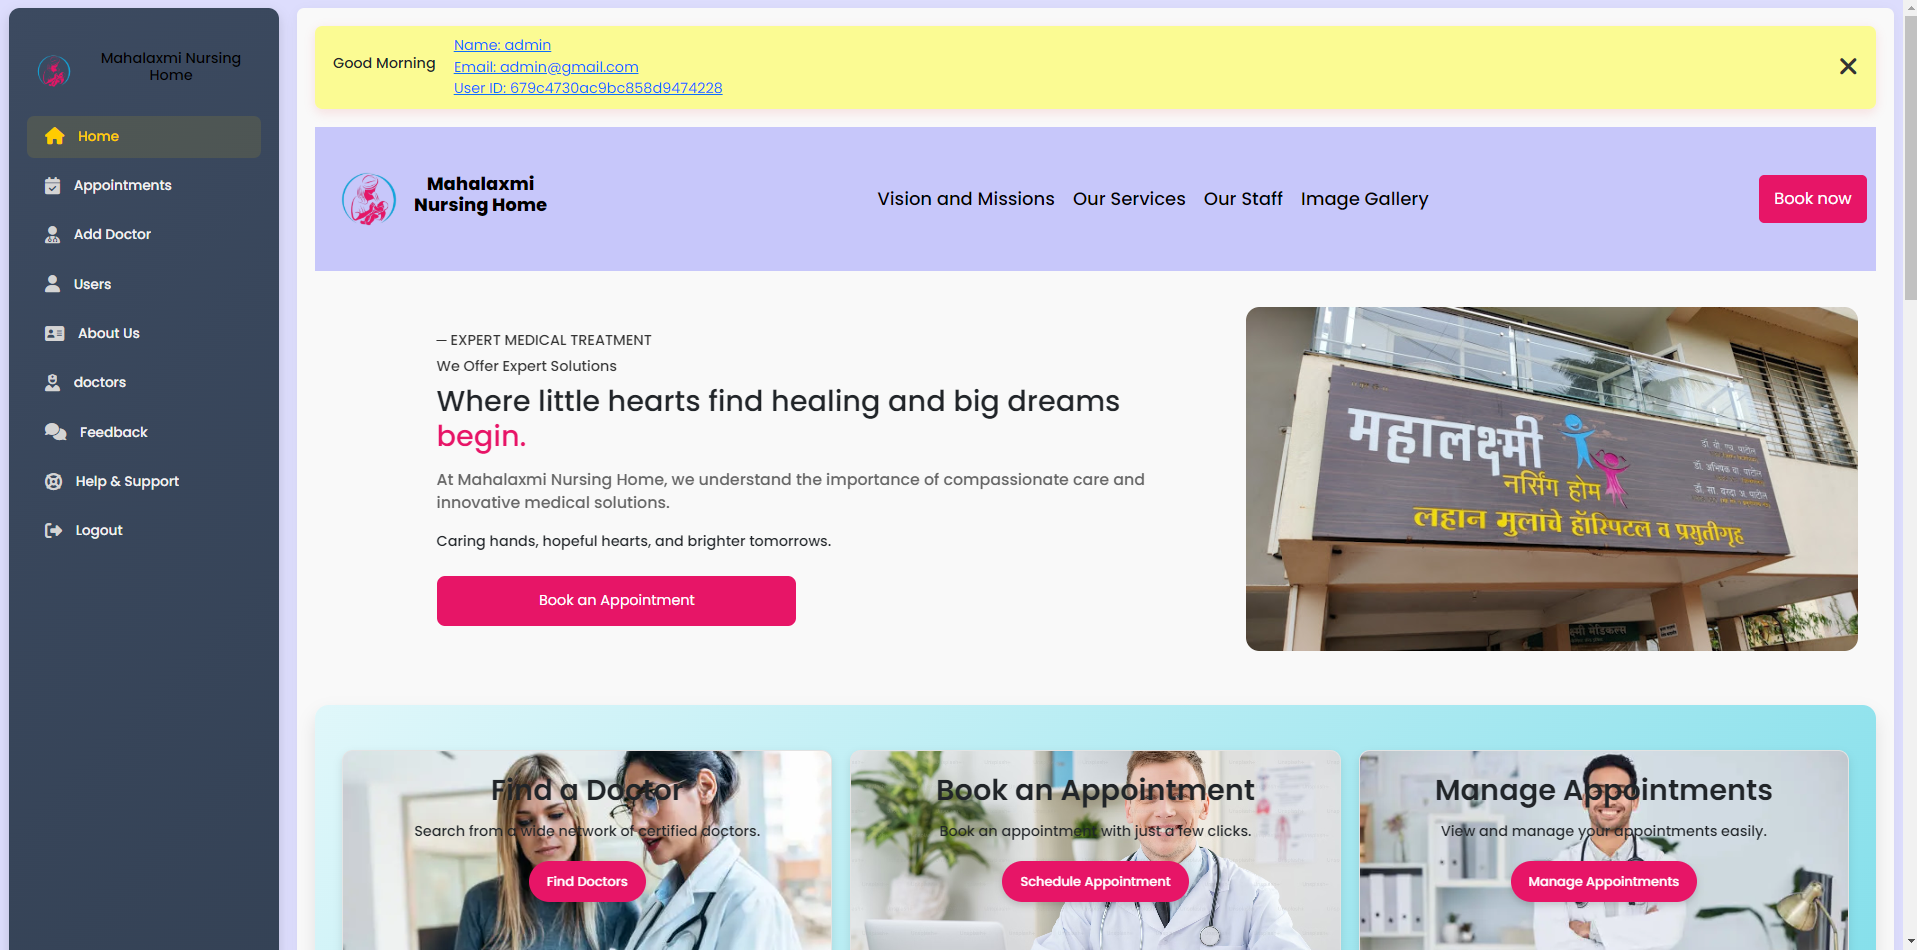 Mahalaxmi Nursing
Home
Home
Appointments
Add Doctor
Users
About Us
doctors
Feedback
Help & Support
Logout
Good Morning
Name: admin
Email: admin@gmail.com
User ID: 679c4730ac9bc858d9474228
Mahalaxmi
Nursing Home
Vision and Missions
Our Services
Our Staff
Image Gallery
Book now
— EXPERT MEDICAL TREATMENT
We Offer Expert Solutions
Where little hearts find healing and big dreams
begin.
At Mahalaxmi Nursing Home, we understand the importance of compassionate care and
innovative medical solutions.
Caring hands, hopeful hearts, and brighter tomorrows.
Book an Appointment
महालक्ष्मी
नर्सिंग होम
लहान मुलांचे हॉस्पिटल व प्रसुतीगृह
Find a Doctor
Search from a wide network of certified doctors.
Find Doctors
Book an Appointment
Book an appointment with just a few clicks.
Schedule Appointment
Manage Appointments
View and manage your appointments easily.
Manage Appointments